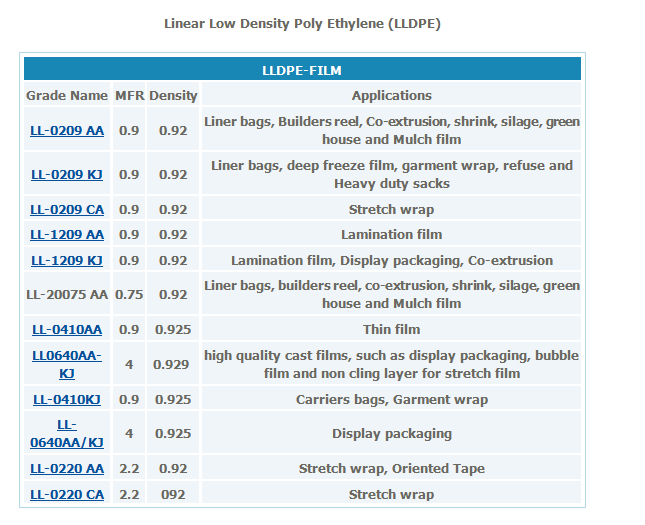 Linear Low Density Poly Ethylene (LLDPE)
LLDPE-FILM
Grade Name MFR Density Applications
LL-0209 AA 0.9 0.92 Liner bags, Builders reel, Co-extrusion, shrink, silage, green
house and Mulch film
LL-0209 KJ 0.9 0.92 Liner bags, deep freeze film, garment wrap, refuse and
Heavy duty sacks
LL-0209 CA 0.9 0.92 Stretch wrap
LL-1209 AA 0.9 0.92 Lamination film
LL-1209 KJ 0.9 0.92 Lamination film, Display packaging, Co-extrusion
LL-20075 AA 0.75 0.92 Liner bags, builders reel, co-extrusion, shrink, silage, green
house and Mulch film
LL-0410AA 0.9 0.925 Thin film
LL0640AA-
KJ 4 0.929 high quality cast films, such as display packaging, bubble
film and non cling layer for stretch film
LL-0410KJ 0.9 0.925 Carriers bags, Garment wrap
LL-
0640AA/KJ 4 0.925 Display packaging
LL-0220 AA 2.2 0.92 Stretch wrap, Oriented Tape
LL-0220 CA 2.2 092 Stretch wrap